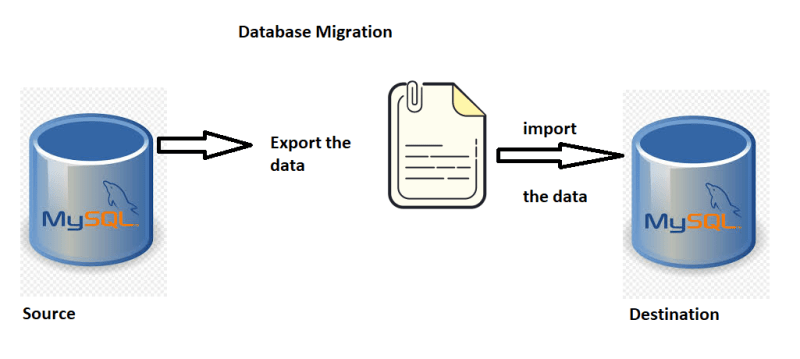 Database Migration
Export the
data
import
the data
MySQL
MySQL
Source
Destination